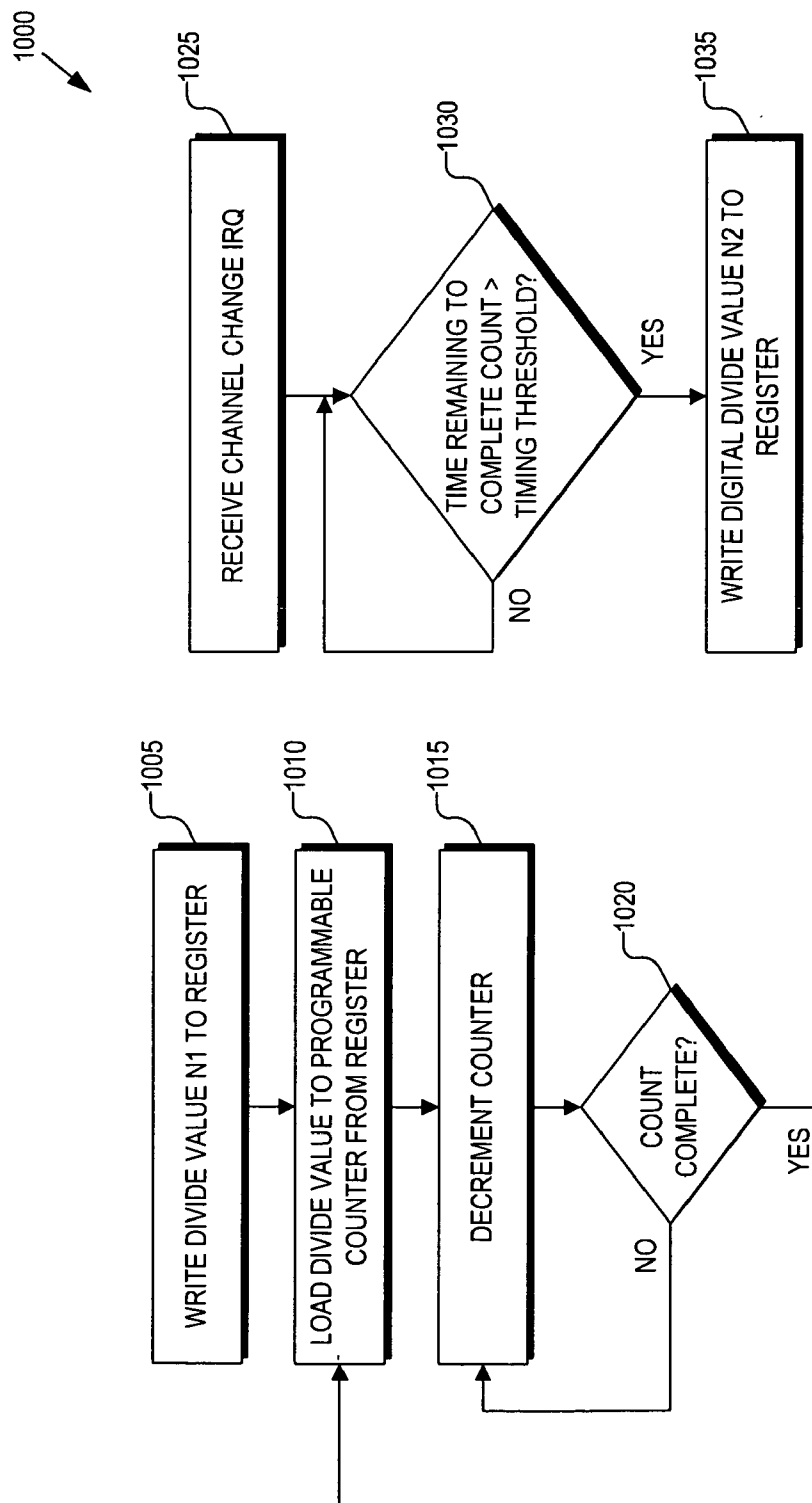 1000
1005
WRITE DIVIDE VALUE N1 TO REGISTER
1010
LOAD DIVIDE VALUE TO PROGRAMMABLE
COUNTER FROM REGISTER
1015
DECREMENT COUNTER
1020
COUNT
COMPLETE?
NO
YES
1025
RECEIVE CHANNEL CHANGE IRQ
1030
TIME REMAINING TO
COMPLETE COUNT >
TIMING THRESHOLD?
NO
YES
1035
WRITE DIGITAL DIVIDE VALUE N2 TO
REGISTER